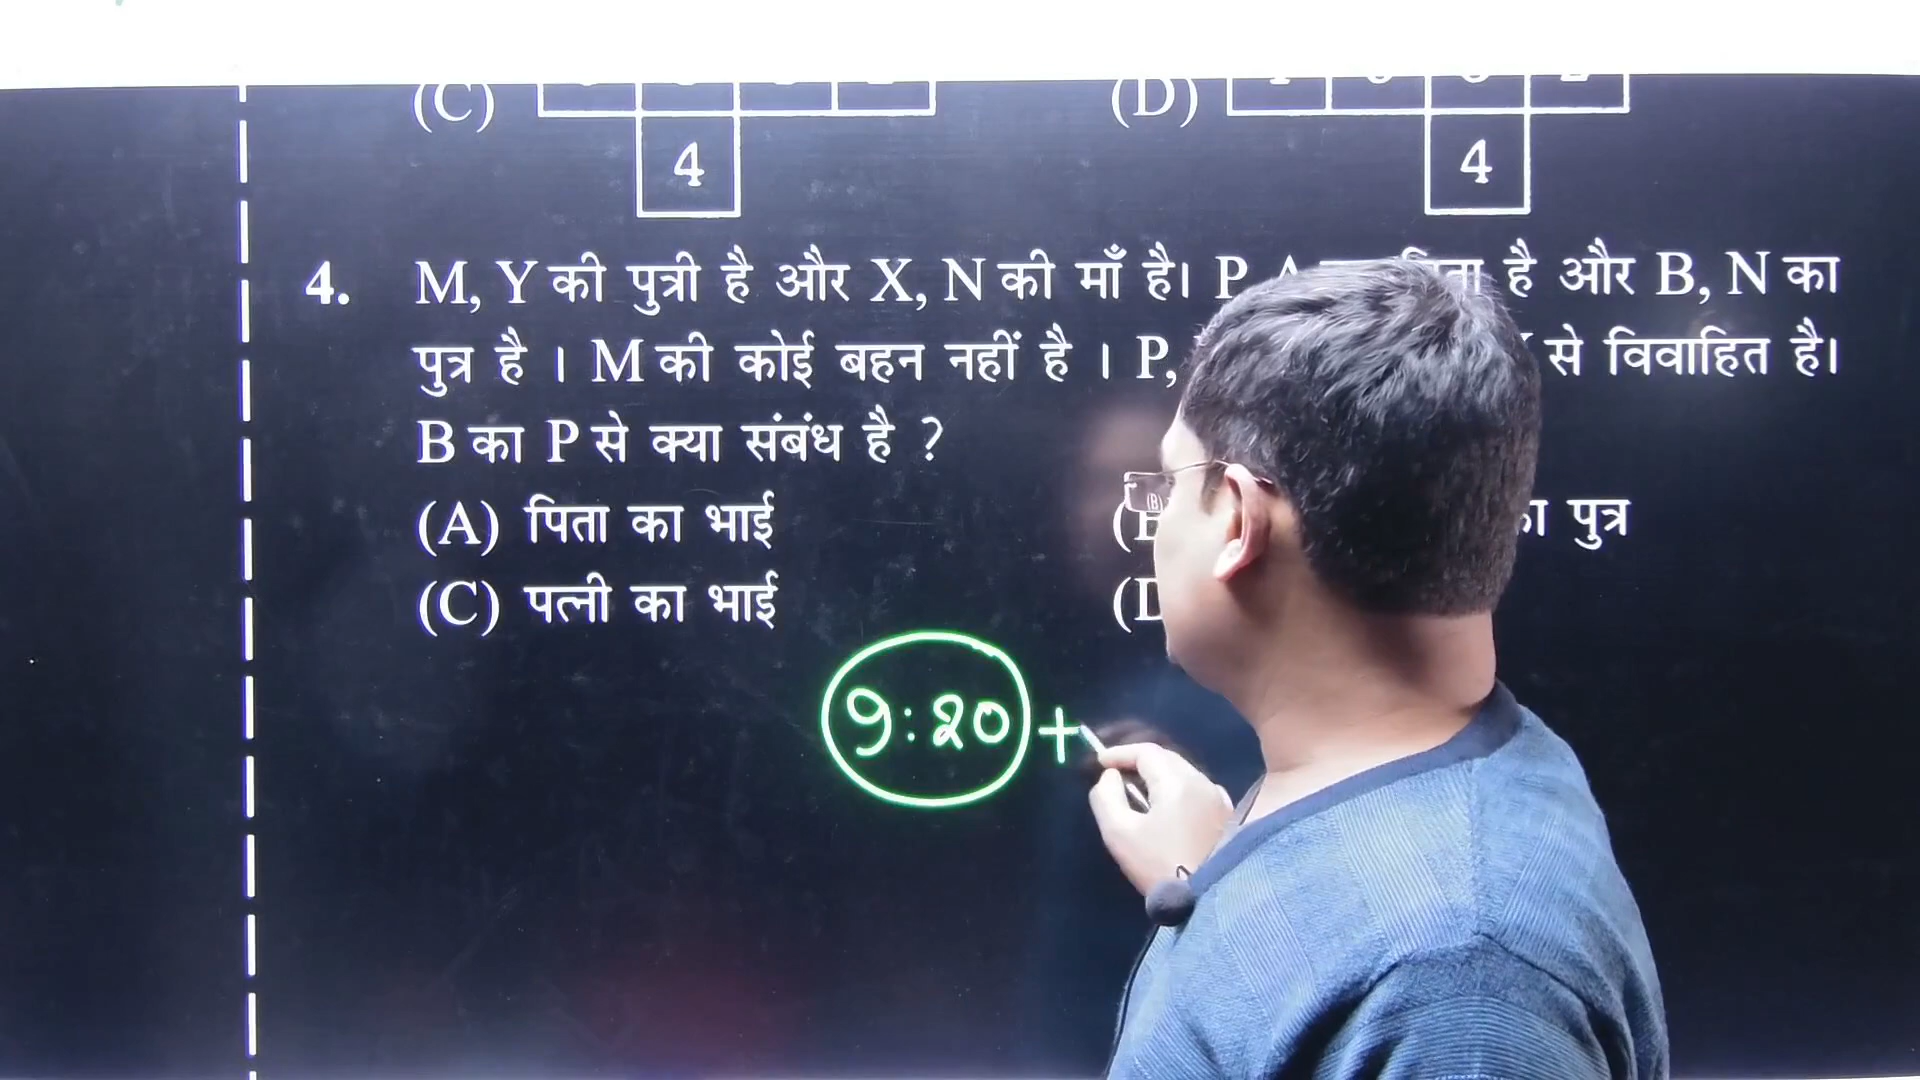 (C)
(D)
4
4
4. M, Y की पुत्री है और X, N की माँ है। P है और B, N का
पुत्र है । M की कोई बहन नहीं है । P, से विवाहित है।
B का P से क्या संबंध है ?
(A) पिता का भाई
पुत्र
(C) पत्नी का भाई
9:20 +